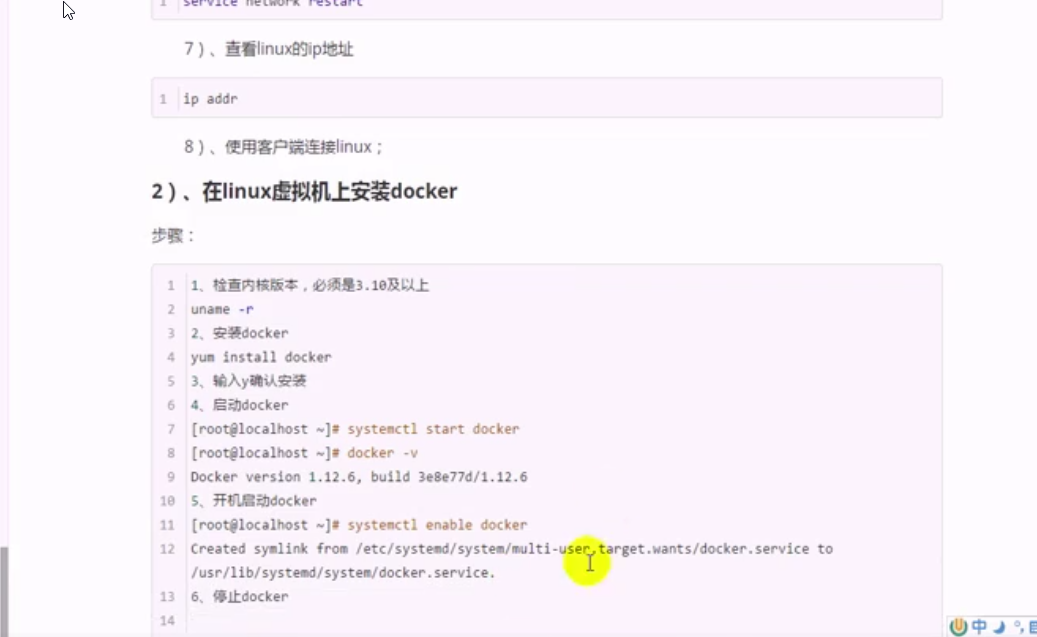 1 service network restart
7）、查看linux的ip地址
1 ip addr
8）、使用客户端连接linux；
2）、在linux虚拟机上安装docker
步骤：
1 1、检查内核版本，必须是3.10及以上
2 uname -r
3 2、安装docker
4 yum install docker
5 3、输入y确认安装
6 4、启动docker
7 [root@localhost ~]# systemctl start docker
8 [root@localhost ~]# docker -v
9 Docker version 1.12.6, build 3e8e77d/1.12.6
10 5、开机启动docker
11 [root@localhost ~]# systemctl enable docker
12 Created symlink from /etc/systemd/system/multi-user.target.wants/docker.service to
/usr/lib/systemd/system/docker.service.
13 6、停止docker
14
中